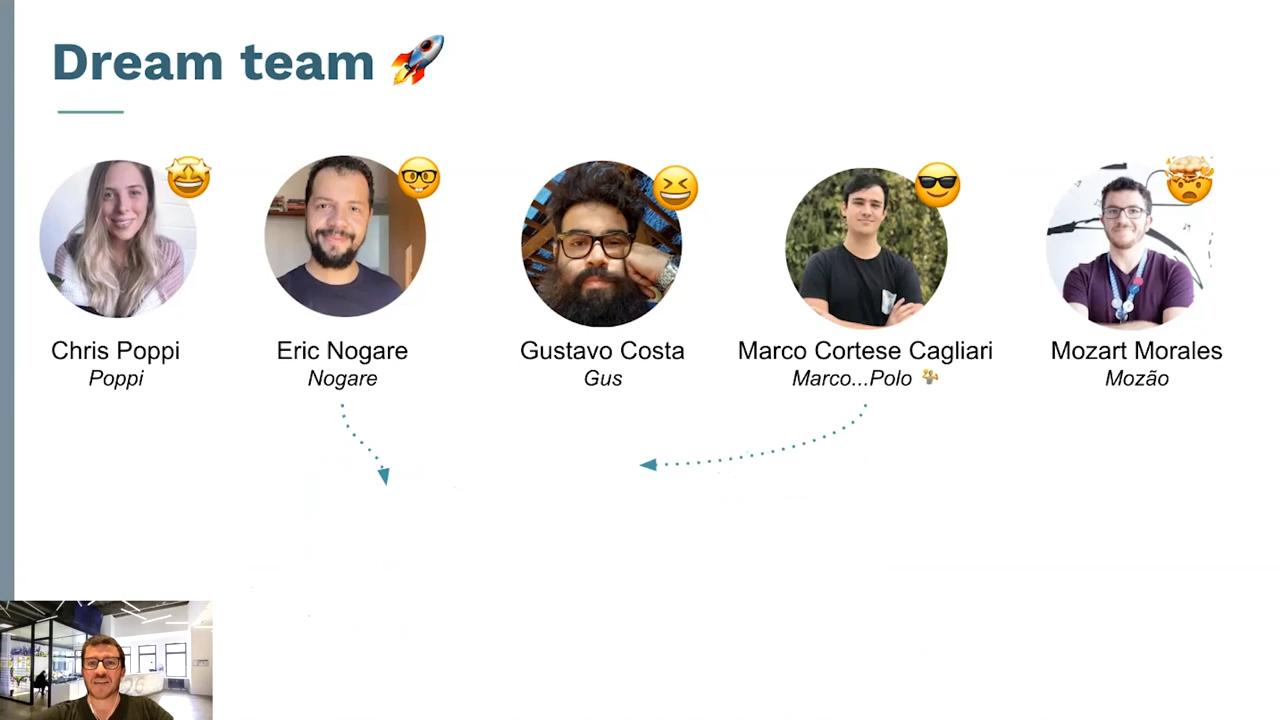 Dream team 🚀
Chris Poppi
Poppi
Eric Nogare
Nogare
Gustavo Costa
Gus
Marco Cortese Cagliari
Marco...Polo
Mozart Morales
Mozão